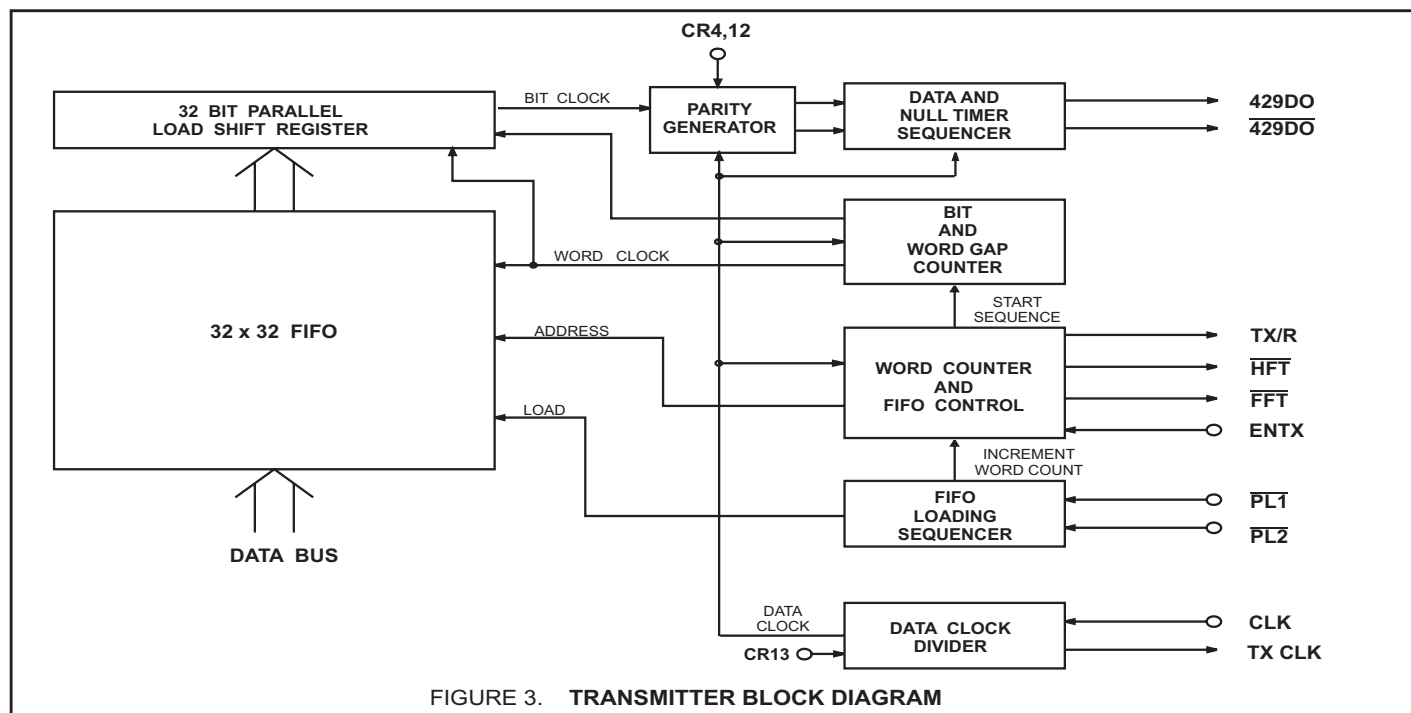 CR4,12
32 BIT PARALLEL
LOAD SHIFT REGISTER
BIT CLOCK
PARITY
GENERATOR
DATA AND
NULL TIMER
SEQUENCER
429DO
429DO
BIT
AND
WORD GAP
COUNTER
WORD CLOCK
START
SEQUENCE
32 x 32 FIFO
ADDRESS
WORD COUNTER
AND
FIFO CONTROL
TX/R
HFT
FFT
ENTX
LOAD
INCREMENT
WORD COUNT
FIFO
LOADING
SEQUENCER
PL1
PL2
DATA BUS
DATA
CLOCK
CR13
DATA CLOCK
DIVIDER
CLK
TX CLK
FIGURE 3. TRANSMITTER BLOCK DIAGRAM